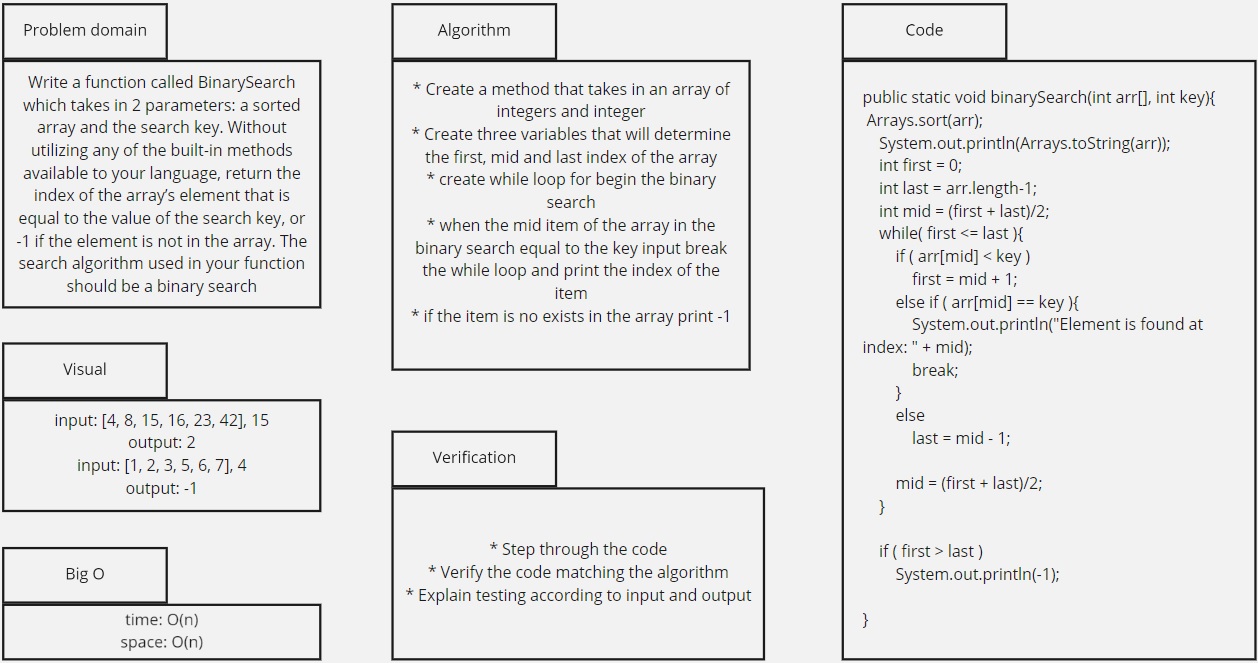 Problem domain
Write a function called BinarySearch
which takes in 2 parameters: a sorted
array and the search key. Without
utilizing any of the built-in methods
available to your language, return the
index of the array’s element that is
equal to the value of the search key, or
-1 if the element is not in the array. The
search algorithm used in your function
should be a binary search
Visual
input: [4, 8, 15, 16, 23, 42], 15
output: 2
input: [1, 2, 3, 5, 6, 7], 4
output: -1
Big O
time: O(n)
space: O(n)
Algorithm
* Create a method that takes in an array of
integers and integer
* Create three variables that will determine
the first, mid and last index of the array
* create while loop for begin the binary
search
* when the mid item of the array in the
binary search equal to the key input break
the while loop and print the index of the
item
* if the item is no exists in the array print -1
Verification
* Step through the code
* Verify the code matching the algorithm
* Explain testing according to input and output
Code
public static void binarySearch(int arr[], int key){
Arrays.sort(arr);
System.out.println(Arrays.toString(arr));
int first = 0;
int last = arr.length-1;
int mid = (first + last)/2;
while( first <= last ){
if ( arr[mid] < key )
first = mid + 1;
else if ( arr[mid] == key ){
System.out.println("Element is found at
index: " + mid);
break;
}
else
last = mid - 1;
mid = (first + last)/2;
}
if ( first > last )
System.out.println(-1);
}